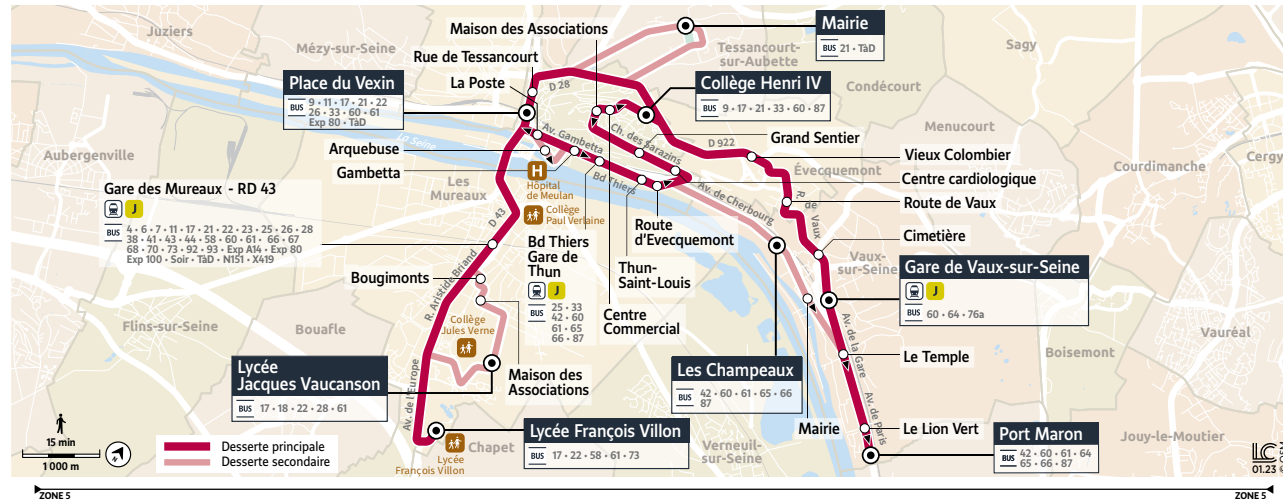 Juziers
Mézy-sur-Seine
Maison des Associations
Rue de Tessancourt
La Poste
Place du Vexin
BUS
9 • 11 • 17 • 21 • 22
26 • 33 • 60 • 61
Exp 80 • TàD
D 28
Tessancourt-
sur-Aubette
Mairie
BUS 21 • TàD
Sagy
Condécourt
Collège Henri IV
BUS 9 • 17 • 21 • 33 • 60 • 87
Menucourt
Courdimanche
Cergy
Grand Sentier
D 922
Vieux Colombier
Évecquemont
Centre cardiologique
Route de Vaux
R. de Vaux
Cimetière
Vaux-
sur-Seine
La Seine
Av. Gambetta
Ch. des Sarazins
Bd Thiers
Av. de Cherbourg
Arquebuse
Gambetta
Aubergenville
Les
Mureaux
H
Hôpital
de Meulan
Collège
Paul Verlaine
Route
d'Evecquemont
Gare des Mureaux - RD 43
J
BUS
4 • 6 • 7 • 11 • 17 • 21 • 22 • 23 • 25 • 26 • 28
38 • 41 • 43 • 44 • 58 • 60 • 61 • 66 • 67
68 • 70 • 73 • 92 • 93 • Exp A14 • Exp 80
Exp 100 • Soir • TàD • N151 • X419
D 43
R. Aristide Briand
Bd Thiers
Gare de
Thun
J
BUS
25 • 33
42 • 60
61 • 65
66 • 87
Thun-
Saint-Louis
Centre
Commercial
Bougimonts
Collège
Jules Verne
Maison des
Associations
Gare de Vaux-sur-Seine
J
BUS 60 • 64 • 76a
Flins-sur-Seine
Bouafle
Lycée
Jacques Vaucanson
BUS 17 • 18 • 22 • 28 • 61
Av. de l'Europe
Les Champeaux
BUS
42 • 60 • 61 • 65 • 66
87
Mairie
Av. de la Gare
Le Temple
Boisemont
Vauréal
Av. de Paris
Le Lion Vert
Port Maron
BUS
42 • 60 • 61 • 64
65 • 66 • 87
Jouy-le-Moutier
Verneuil-
sur-Seine
Lycée François Villon
BUS 17 • 22 • 58 • 61 • 73
Lycée
François Villon
Chapet
15 min
1 000 m
Desserte principale
Desserte secondaire
LC
01.23
ZONE 5
ZONE 5